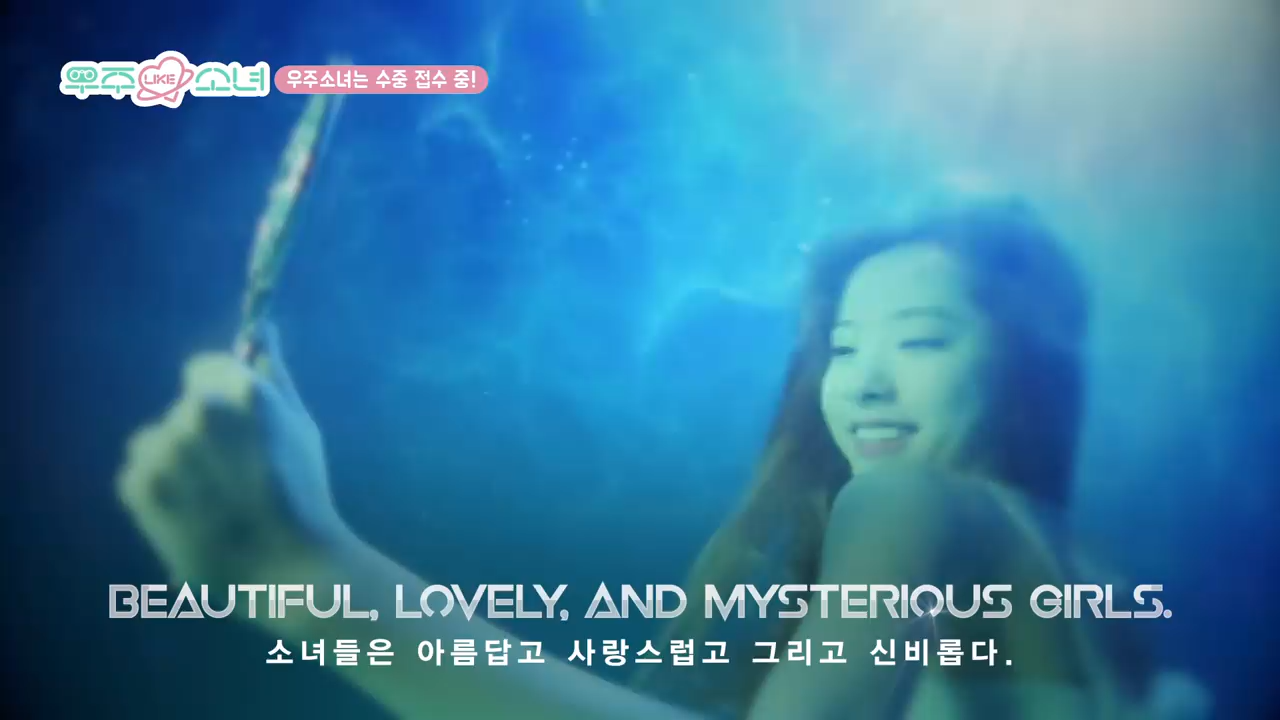 우주 LIKE 소녀
우주소녀는 수중 접수 중!
BEAUTIFUL, LOVELY, AND MYSTERIOUS GIRLS.
소녀들은 아름답고 사랑스럽고 그리고 신비롭다.